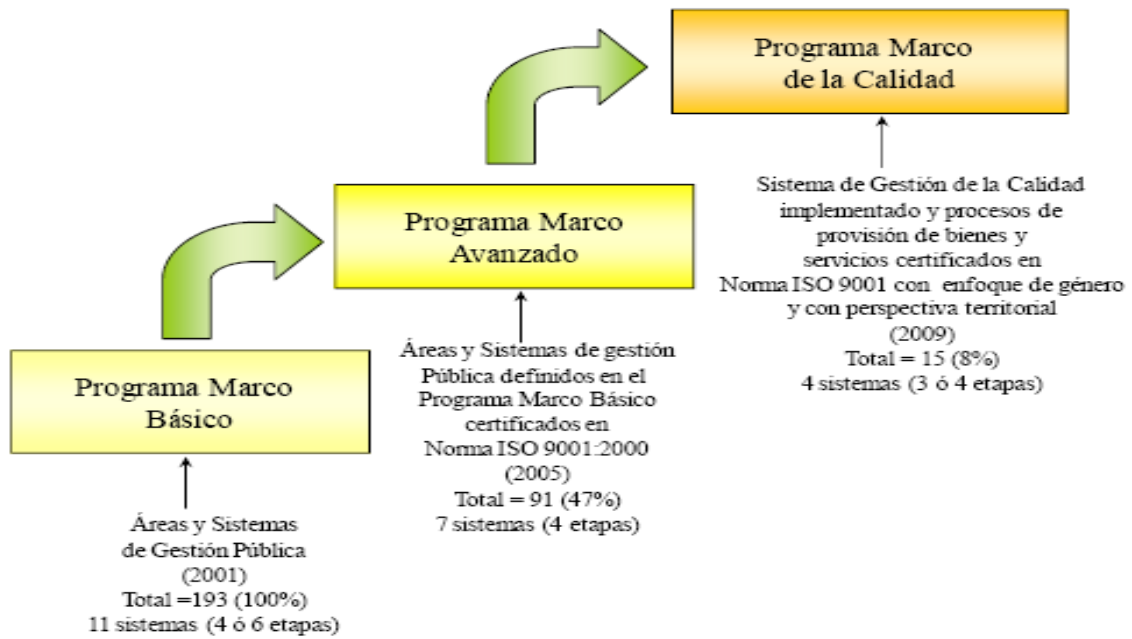 Programa Marco
de la Calidad
Sistema de Gestión de la Calidad
implementado y procesos de
provisión de bienes y
servicios certificados en
Norma ISO 9001 con enfoque de género
y con perspectiva territorial
(2009)
Total = 15 (8%)
4 sistemas (3 ó 4 etapas)
Programa Marco
Avanzado
Áreas y Sistemas de gestión
Pública definidos en el
Programa Marco Básico
certificados en
Norma ISO 9001:2000
(2005)
Total = 91 (47%)
7 sistemas (4 etapas)
Programa Marco
Básico
Áreas y Sistemas
de Gestión Pública
(2001)
Total =193 (100%)
11 sistemas (4 ó 6 etapas)